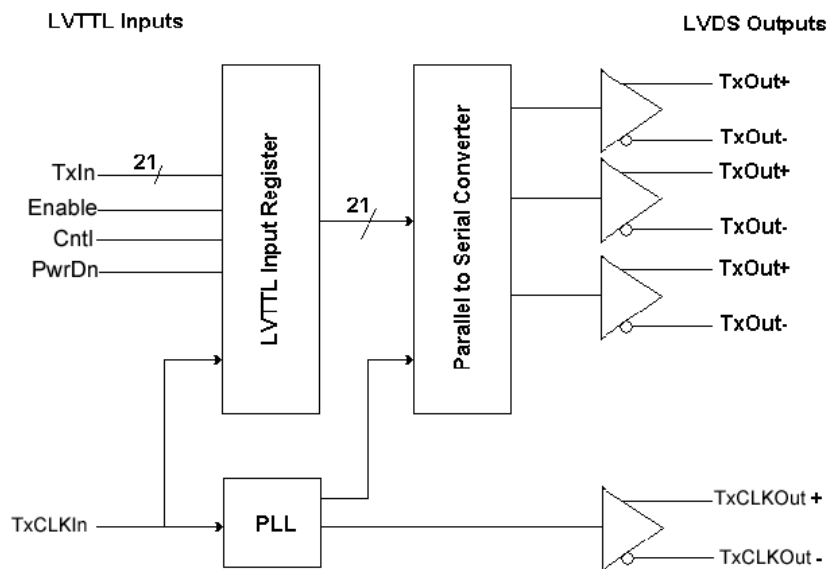 LVTTL Inputs
LVDS Outputs
TxIn
21
Enable
Cntl
PwrDn
LVTTL Input Register
21
Parallel to Serial Converter
TxOut+
TxOut-
TxOut+
TxOut-
TxOut+
TxOut-
TxCLKIn
PLL
TxCLKOut +
TxCLKOut -